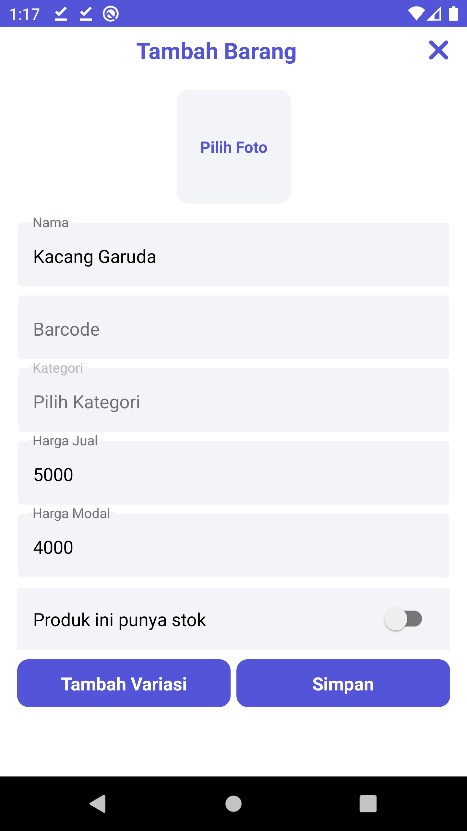 1:17
Tambah Barang
Pilih Foto
Nama
Kacang Garuda
Barcode
Kategori
Pilih Kategori
Harga Jual
5000
Harga Modal
4000
Produk ini punya stok
Tambah Variasi
Simpan